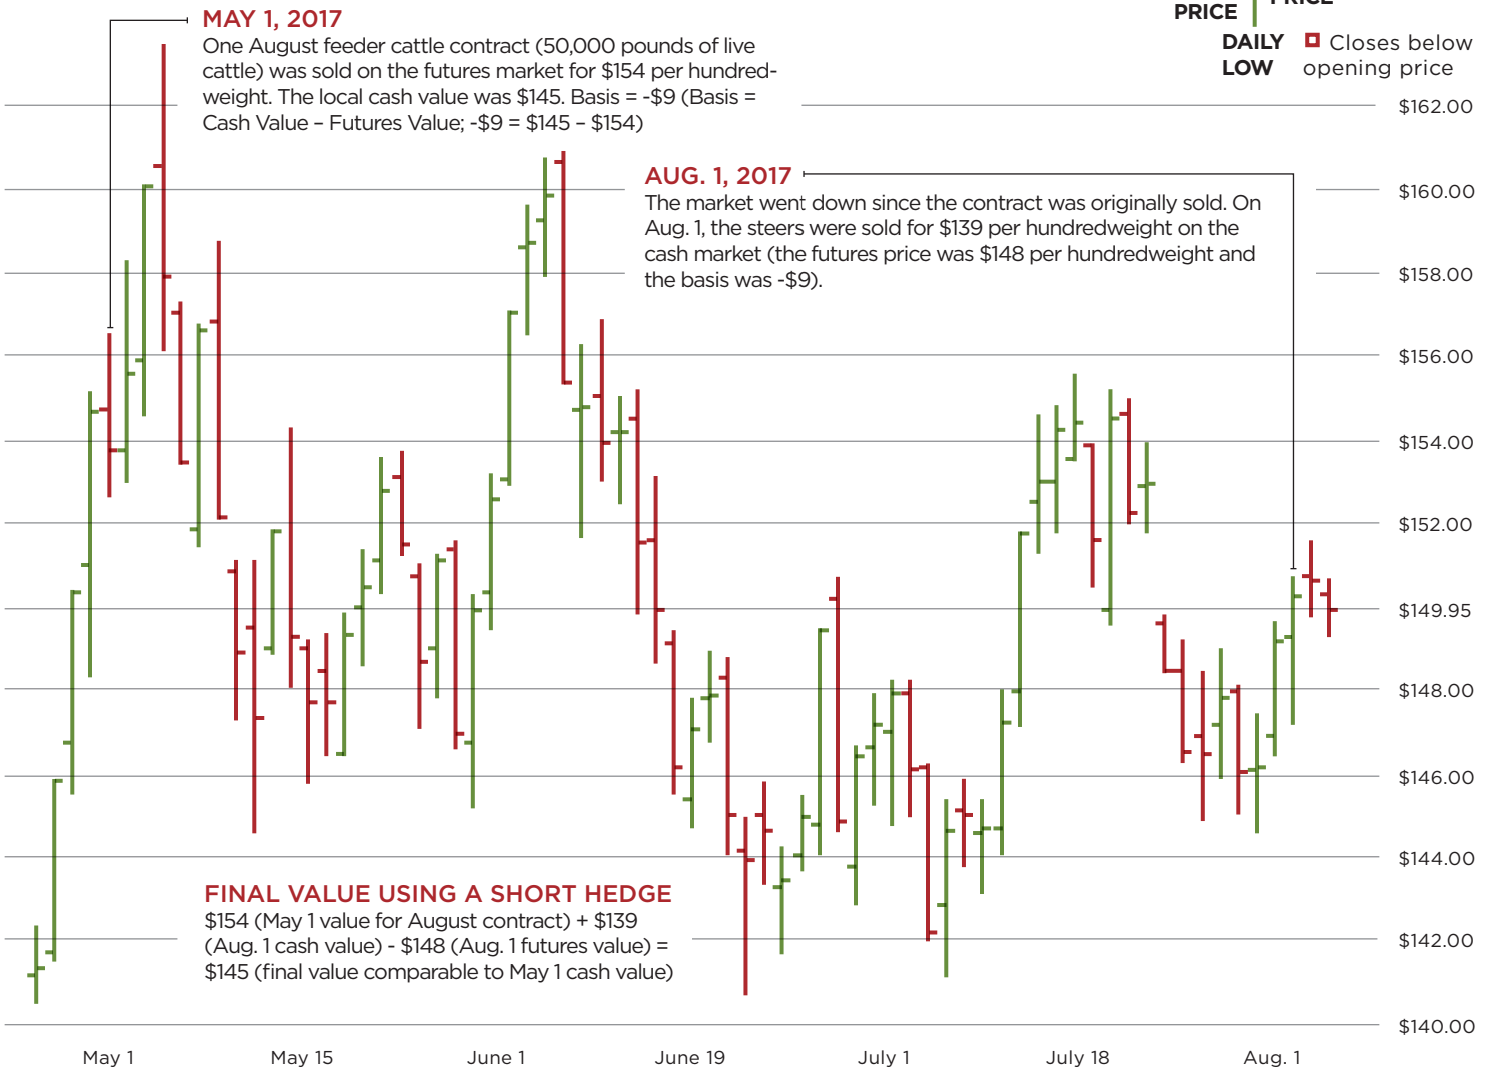 PRICE
PRICE
DAILY
LOW
Closes below
opening price
MAY 1, 2017
One August feeder cattle contract (50,000 pounds of live
cattle) was sold on the futures market for $154 per hundred-
weight. The local cash value was $145. Basis = -$9 (Basis =
Cash Value – Futures Value; -$9 = $145 – $154)
AUG. 1, 2017
The market went down since the contract was originally sold. On
Aug. 1, the steers were sold for $139 per hundredweight on the
cash market (the futures price was $148 per hundredweight and
the basis was -$9).
FINAL VALUE USING A SHORT HEDGE
$154 (May 1 value for August contract) + $139
(Aug. 1 cash value) - $148 (Aug. 1 futures value) =
$145 (final value comparable to May 1 cash value)
$162.00
$160.00
$158.00
$156.00
$154.00
$152.00
$149.95
$148.00
$146.00
$144.00
$142.00
$140.00
May 1
May 15
June 1
June 19
July 1
July 18
Aug. 1